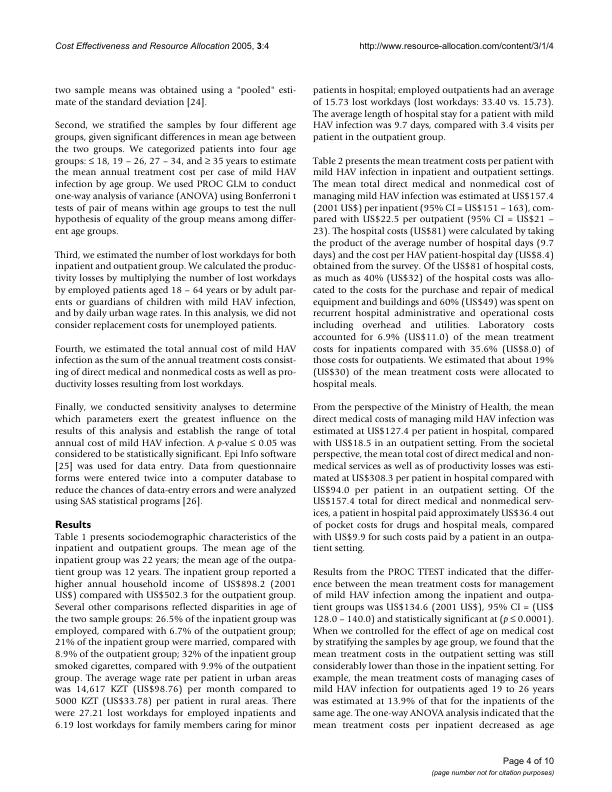 Cost Effectiveness and Resource Allocation 2005, 3:4
http://www.resource-allocation.com/content/3/1/4
two sample means was obtained using a "pooled" esti-
mate of the standard deviation [24].
Second, we stratified the samples by four different age
groups, given significant differences in mean age between
the two groups. We categorized patients into four age
groups: ≤ 18, 19 – 26, 27 – 34, and ≥ 35 years to estimate
the mean annual treatment cost per case of mild HAV
infection by age group. We used PROC GLM to conduct
one-way analysis of variance (ANOVA) using Bonferroni t
tests of pair of means within age groups to test the null
hypothesis of equality of the group means among differ-
ent age groups.
Third, we estimated the number of lost workdays for both
inpatient and outpatient group. We calculated the produc-
tivity losses by multiplying the number of lost workdays
by employed patients aged 18 – 64 years or by adult par-
ents or guardians of children with mild HAV infection,
and by daily urban wage rates. In this analysis, we did not
consider replacement costs for unemployed patients.
Fourth, we estimated the total annual cost of mild HAV
infection as the sum of the annual treatment costs consist-
ing of direct medical and nonmedical costs as well as pro-
ductivity losses resulting from lost workdays.
Finally, we conducted sensitivity analyses to determine
which parameters exert the greatest influence on the
results of this analysis and establish the range of total
annual cost of mild HAV infection. A p-value ≤ 0.05 was
considered to be statistically significant. Epi Info software
[25] was used for data entry. Data from questionnaire
forms were entered twice into a computer database to
reduce the chances of data-entry errors and were analyzed
using SAS statistical programs [26].
Results
Table 1 presents sociodemographic characteristics of the
inpatient and outpatient groups. The mean age of the
inpatient group was 22 years; the mean age of the outpa-
tient group was 12 years. The inpatient group reported a
higher annual household income of US$898.2 (2001
US$) compared with US$502.3 for the outpatient group.
Several other comparisons reflected disparities in age of
the two sample groups: 26.5% of the inpatient group was
employed, compared with 6.7% of the outpatient group;
21% of the inpatient group were married, compared with
8.9% of the outpatient group; 32% of the inpatient group
smoked cigarettes, compared with 9.9% of the outpatient
group. The average wage rate per patient in urban areas
was 14,617 KZT (US$98.76) per month compared to
5000 KZT (US$33.78) per patient in rural areas. There
were 27.21 lost workdays for employed inpatients and
6.19 lost workdays for family members caring for minor
patients in hospital; employed outpatients had an average
of 15.73 lost workdays (lost workdays: 33.40 vs. 15.73).
The average length of hospital stay for a patient with mild
HAV infection was 9.7 days, compared with 3.4 visits per
patient in the outpatient group.
Table 2 presents the mean treatment costs per patient with
mild HAV infection in inpatient and outpatient settings.
The mean total direct medical and nonmedical cost of
managing mild HAV infection was estimated at US$157.4
(2001 US$) per inpatient (95% CI = US$151 – 163), com-
pared with US$22.5 per outpatient (95% CI = US$21 –
23). The hospital costs (US$81) were calculated by taking
the product of the average number of hospital days (9.7
days) and the cost per HAV patient-hospital day (US$8.4)
obtained from the survey. Of the US$81 of hospital costs,
as much as 40% (US$32) of the hospital costs was allo-
cated to the costs for the purchase and repair of medical
equipment and buildings and 60% (US$49) was spent on
recurrent hospital administrative and operational costs
including overhead and utilities. Laboratory costs
accounted for 6.9% (US$11.0) of the mean treatment
costs for inpatients compared with 35.6% (US$8.0) of
those costs for outpatients. We estimated that about 19%
(US$30) of the mean treatment costs were allocated to
hospital meals.
From the perspective of the Ministry of Health, the mean
direct medical costs of managing mild HAV infection was
estimated at US$127.4 per patient in hospital, compared
with US$18.5 in an outpatient setting. From the societal
perspective, the mean total cost of direct medical and non-
medical services as well as of productivity losses was esti-
mated at US$308.3 per patient in hospital compared with
US$94.0 per patient in an outpatient setting. Of the
US$157.4 total for direct medical and nonmedical serv-
ices, a patient in hospital paid approximately US$36.4 out
of pocket costs for drugs and hospital meals, compared
with US$9.9 for such costs paid by a patient in an outpa-
tient setting.
Results from the PROC TTEST indicated that the differ-
ence between the mean treatment costs for management
of mild HAV infection among the inpatient and outpa-
tient groups was US$134.6 (2001 US$), 95% CI = (US$
128.0 – 140.0) and statistically significant at (p ≤ 0.0001).
When we controlled for the effect of age on medical cost
by stratifying the samples by age group, we found that the
mean treatment costs in the outpatient setting was still
considerably lower than those in the inpatient setting. For
example, the mean treatment costs of managing cases of
mild HAV infection for outpatients aged 19 to 26 years
was estimated at 13.9% of that for the inpatients of the
same age. The one-way ANOVA analysis indicated that the
mean treatment costs per inpatient decreased as age
Page 4 of 10
(page number not for citation purposes)